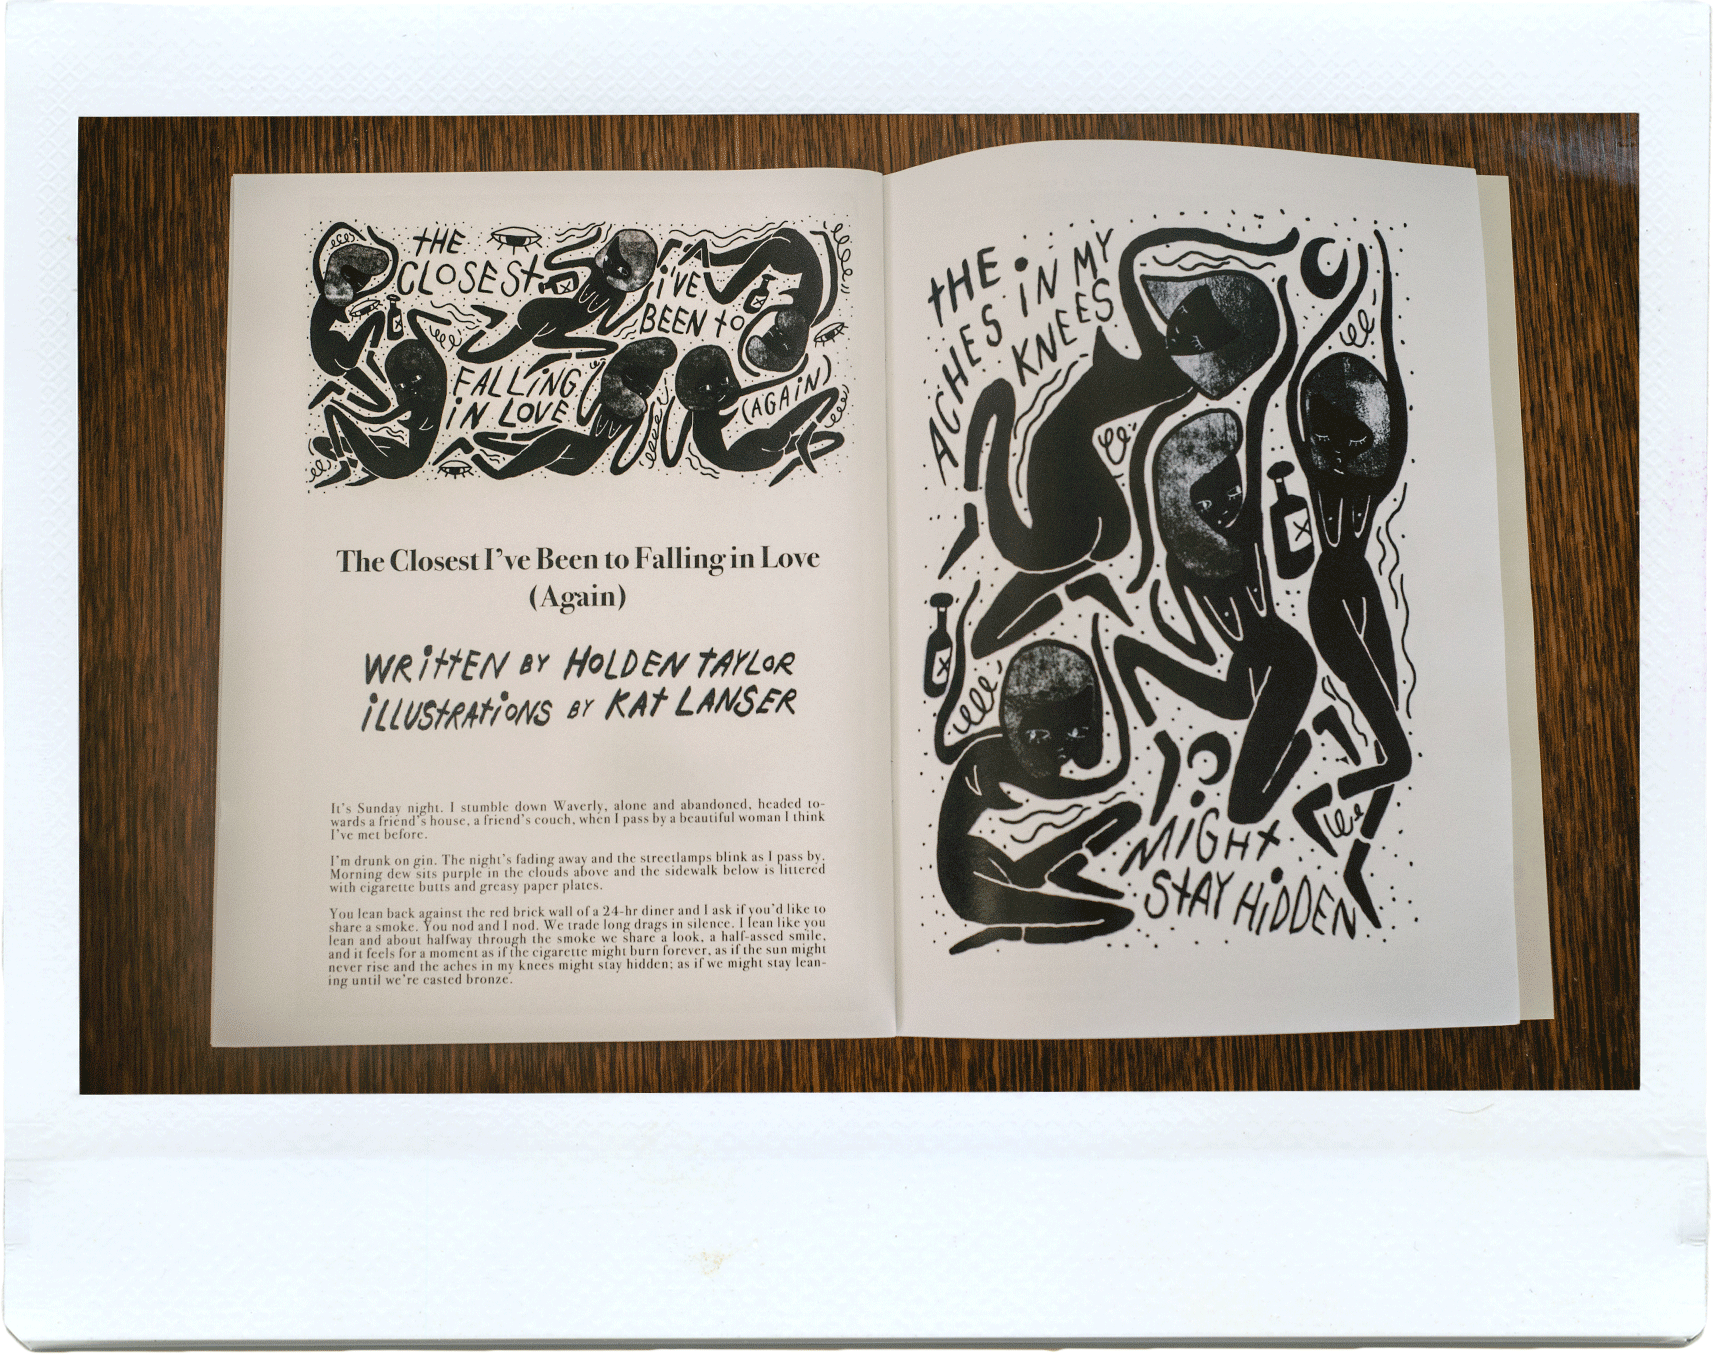 THE
CLOSEST
I'VE
BEEN TO
FALLING
IN LOVE
(AGAIN)
The Closest I've Been to Falling in Love
(Again)
WRITTEN BY HOLDEN TAYLOR
ILLUSTRATIONS BY KAT LANSER
It's Sunday night. I stumble down Waverly, alone and abandoned, headed to-
wards a friend's house, a friend's couch, when I pass by a beautiful woman I think
I've met before.
I'm drunk on gin. The night's fading away and the streetlamps blink as I pass by.
Morning dew sits purple in the clouds above and the sidewalk below is littered
with cigarette butts and greasy paper plates.
You lean back against the red brick wall of a 24-hr diner and I ask if you'd like to
share a smoke. You nod and I nod. We trade long drags in silence. I lean like you
lean and about halfway through the smoke we share a look, a half-assed smile,
and it feels for a moment as if the cigarette might burn forever, as if the sun might
never rise and the aches in my knees might stay hidden; as if we might stay lean-
ing until we're casted bronze.
THE
ACHES IN MY
KNEES
MIGHT
STAY HIDDEN